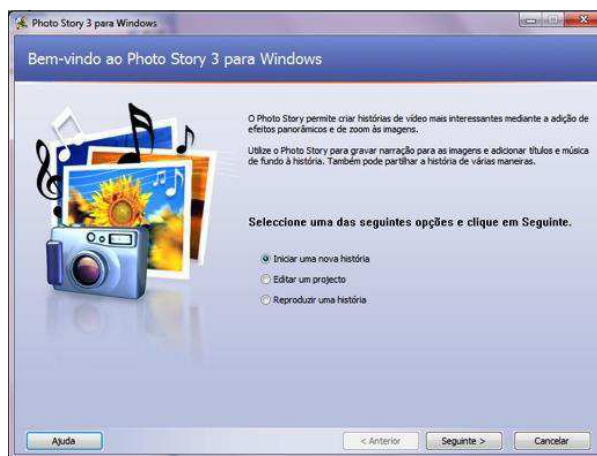 Photo Story 3 para Windows
Bem-vindo ao Photo Story 3 para Windows
O Photo Story permite criar histórias de vídeo mais interessantes mediante a adição de
efeitos panorâmicos e de zoom às imagens.
Utilize o Photo Story para gravar narração para as imagens e adicionar títulos e música
de fundo à história. Também pode partilhar a história de várias maneiras.
Seleccione uma das seguintes opções e clique em Seguinte.
Iniciar uma nova história
Editar um projecto
Reproduzir uma história
Ajuda
< Anterior
Seguinte >
Cancelar